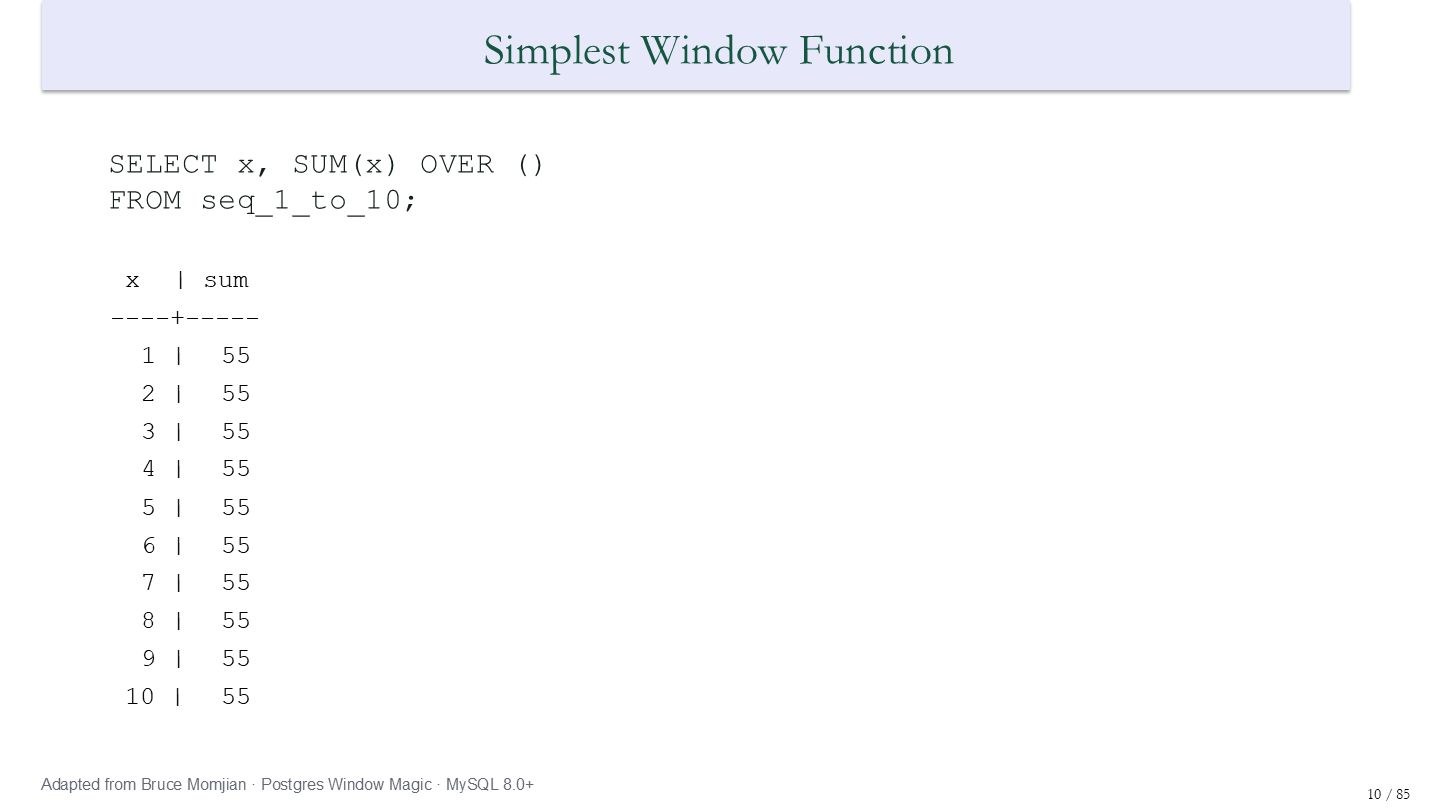 Simplest Window Function
SELECT x, SUM(x) OVER ()
FROM seq_1_to_10;
 x  | sum
----+-----
  1 |  55
  2 |  55
  3 |  55
  4 |  55
  5 |  55
  6 |  55
  7 |  55
  8 |  55
  9 |  55
 10 |  55
Adapted from Bruce Momjian · Postgres Window Magic · MySQL 8.0+
10 / 85